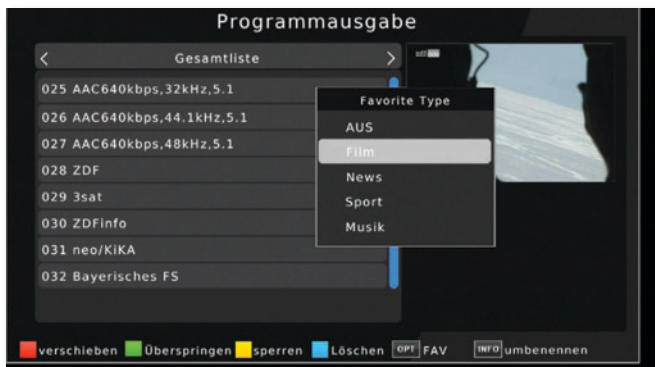 Programmausgabe
Gesamtliste
025 AAC640kbps,32kHz,5.1
026 AAC640kbps,44.1kHz,5.1
027 AAC640kbps,48kHz,5.1
028 ZDF
029 3sat
030 ZDFinfo
031 neo/KiKA
032 Bayerisches FS
Favorite Type
AUS
Film
News
Sport
Musik
verschieben Überspringen sperren Löschen OPT FAV INFO umbenennen